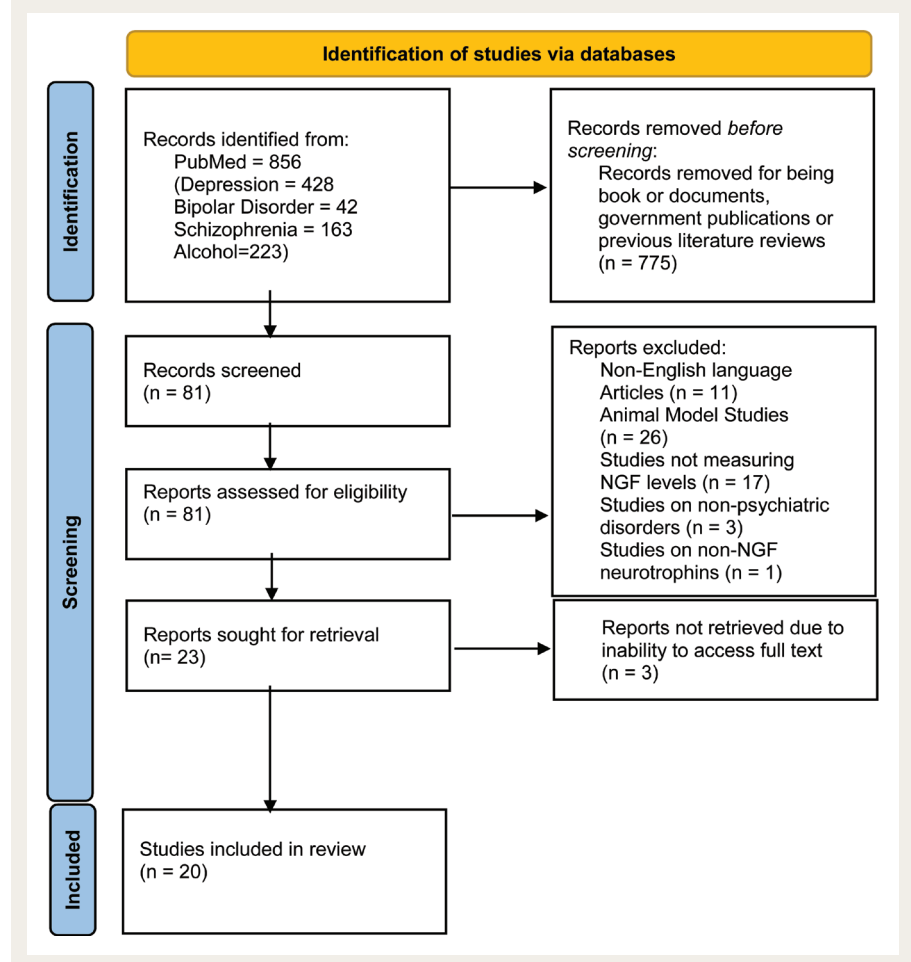 Identification of studies via databases
Identification
Records identified from:
PubMed = 856
(Depression = 428
Bipolar Disorder = 42
Schizophrenia = 163
Alcohol=223)
Records removed before
screening:
Records removed for being
book or documents,
government publications or
previous literature reviews
(n = 775)
Screening
Records screened
(n = 81)
Reports assessed for eligibility
(n = 81)
Reports excluded:
Non-English language
Articles (n = 11)
Animal Model Studies
(n = 26)
Studies not measuring
NGF levels (n = 17)
Studies on non-psychiatric
disorders (n = 3)
Studies on non-NGF
neurotrophins (n = 1)
Reports sought for retrieval
(n= 23)
Reports not retrieved due to
inability to access full text
(n = 3)
Included
Studies included in review
(n = 20)